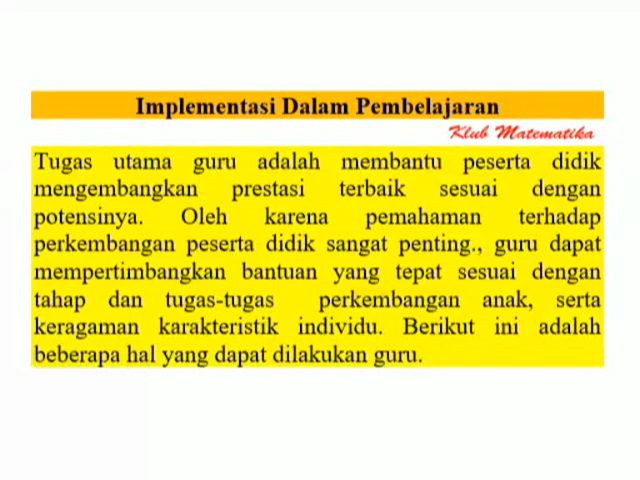 Implementasi Dalam Pembelajaran
Klub Matematika
Tugas utama guru adalah membantu peserta didik
mengembangkan prestasi terbaik sesuai dengan
potensinya. Oleh karena pemahaman terhadap
perkembangan peserta didik sangat penting., guru dapat
mempertimbangkan bantuan yang tepat sesuai dengan
tahap dan tugas-tugas perkembangan anak, serta
keragaman karakteristik individu. Berikut ini adalah
beberapa hal yang dapat dilakukan guru.